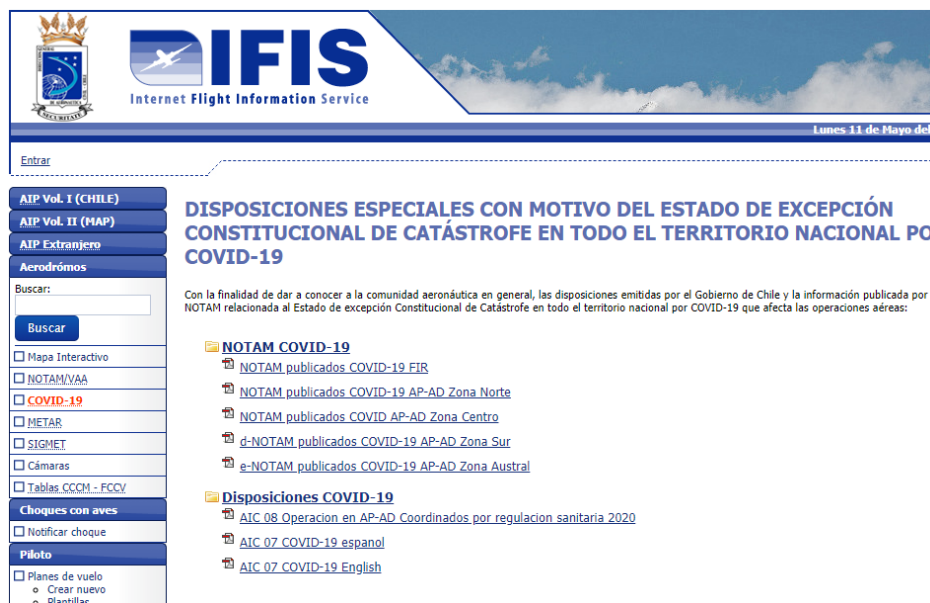 IFIS
Internet Flight Information Service
Lunes 11 de Mayo del
Entrar
AIP Vol. I (CHILE)
AIP Vol. II (MAP)
AIP Extranjero
Aerodrómos
Buscar:
Buscar
Mapa Interactivo
NOTAM/VAA
COVID-19
METAR
SIGMET
Cámaras
Tablas CCCM - FCCV
Choques con aves
Notificar choque
Piloto
Planes de vuelo
Crear nuevo
Plantillas
DISPOSICIONES ESPECIALES CON MOTIVO DEL ESTADO DE EXCEPCIÓN
CONSTITUCIONAL DE CATÁSTROFE EN TODO EL TERRITORIO NACIONAL PO
COVID-19
Con la finalidad de dar a conocer a la comunidad aeronáutica en general, las disposiciones emitidas por el Gobierno de Chile y la información publicada por
NOTAM relacionada al Estado de excepción Constitucional de Catástrofe en todo el territorio nacional por COVID-19 que afecta las operaciones aéreas:
NOTAM COVID-19
NOTAM publicados COVID-19 FIR
NOTAM publicados COVID-19 AP-AD Zona Norte
NOTAM publicados COVID AP-AD Zona Centro
d-NOTAM publicados COVID-19 AP-AD Zona Sur
e-NOTAM publicados COVID-19 AP-AD Zona Austral
Disposiciones COVID-19
AIC 08 Operacion en AP-AD Coordinados por regulacion sanitaria 2020
AIC 07 COVID-19 espanol
AIC 07 COVID-19 English